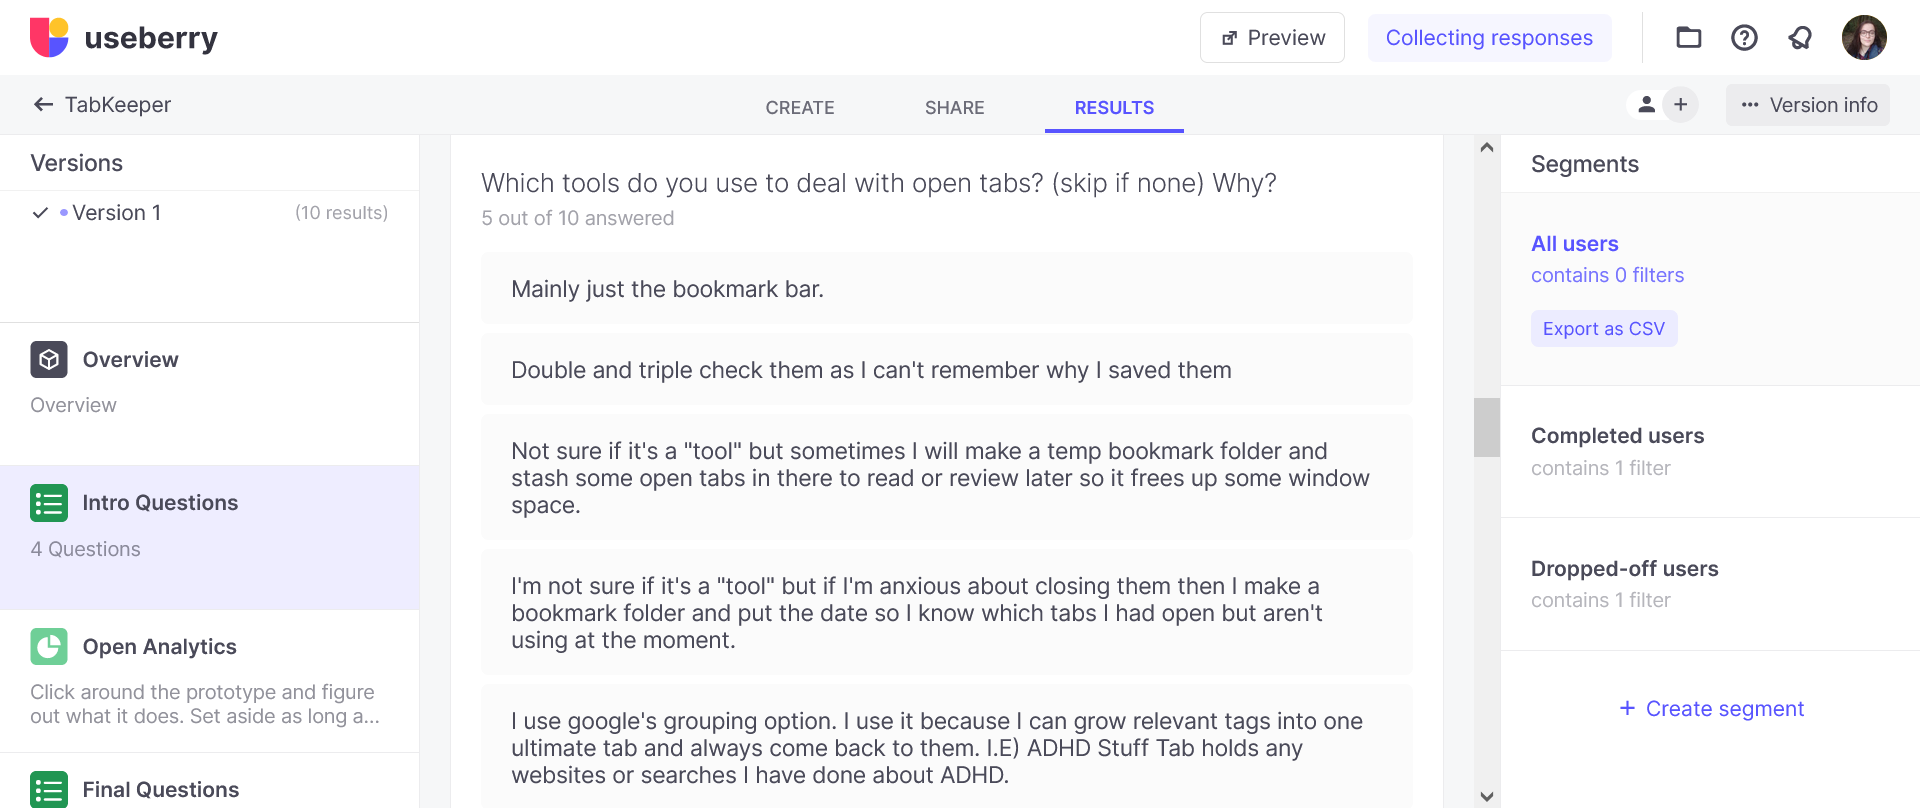 useberry
Preview
Collecting responses
TabKeeper
CREATE
SHARE
RESULTS
Version info
Versions
Version 1
(10 results)
Overview
Overview
Intro Questions
4 Questions
Open Analytics
Click around the prototype and figure
out what it does. Set aside as long a...
Final Questions
Which tools do you use to deal with open tabs? (skip if none) Why?
5 out of 10 answered
Mainly just the bookmark bar.
Double and triple check them as I can't remember why I saved them
Not sure if it's a "tool" but sometimes I will make a temp bookmark folder and
stash some open tabs in there to read or review later so it frees up some window
space.
I'm not sure if it's a "tool" but if I'm anxious about closing them then I make a
bookmark folder and put the date so I know which tabs I had open but aren't
using at the moment.
I use google's grouping option. I use it because I can grow relevant tags into one
ultimate tab and always come back to them. I.E) ADHD Stuff Tab holds any
websites or searches I have done about ADHD.
Segments
All users
contains 0 filters
Export as CSV
Completed users
contains 1 filter
Dropped-off users
contains 1 filter
+ Create segment